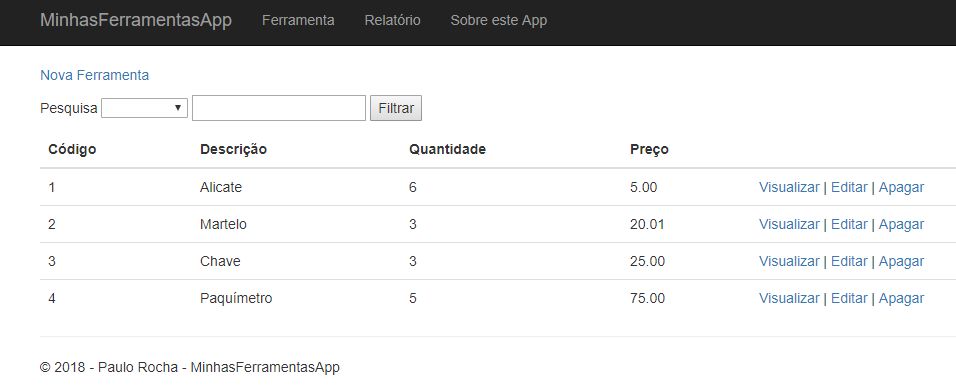 MinhasFerramentasApp Ferramenta Relatório Sobre este App
Nova Ferramenta
Pesquisa Filtrar
Código Descrição Quantidade Preço
1 Alicate 6 5.00 Visualizar | Editar | Apagar
2 Martelo 3 20.01 Visualizar | Editar | Apagar
3 Chave 3 25.00 Visualizar | Editar | Apagar
4 Paquímetro 5 75.00 Visualizar | Editar | Apagar
© 2018 - Paulo Rocha - MinhasFerramentasApp